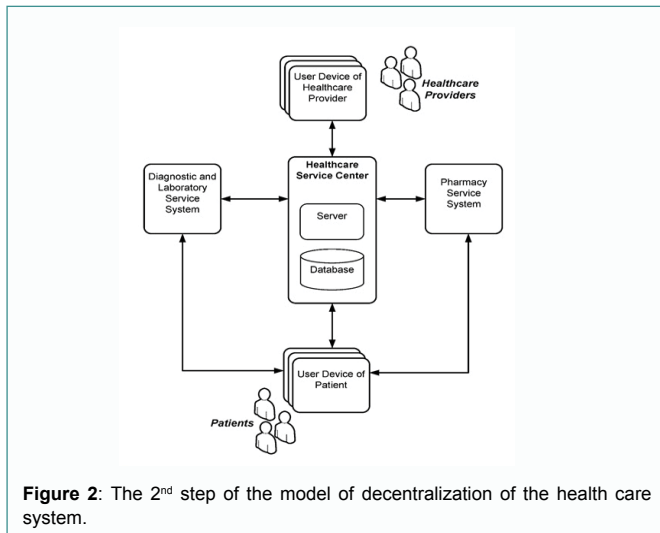 User Device of
Healthcare
Provider
Healthcare
Providers
Healthcare
Service Center
Diagnostic and
Laboratory
Service
System
Pharmacy
Service
System
Server
Database
User Device of
Patient
Patients
Figure 2: The 2nd step of the model of decentralization of the health care
system.